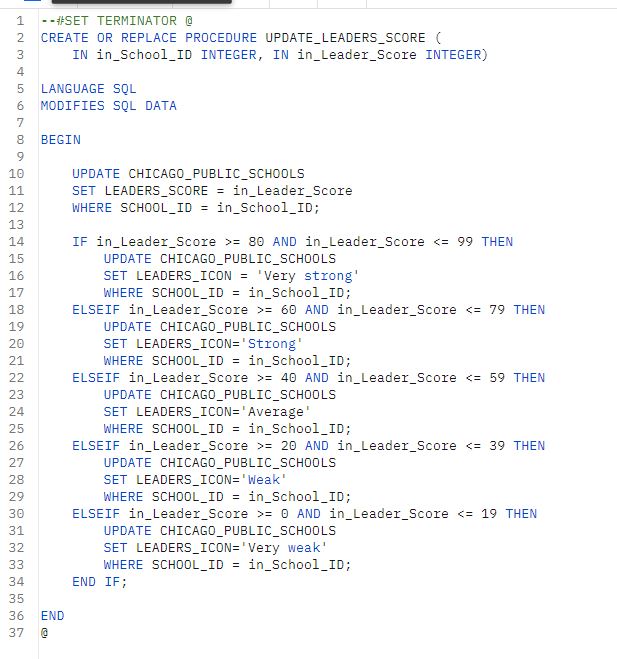 1 --#SET TERMINATOR @
2 CREATE OR REPLACE PROCEDURE UPDATE_LEADERS_SCORE (
3     IN in_School_ID INTEGER, IN in_Leader_Score INTEGER)
4
5 LANGUAGE SQL
6 MODIFIES SQL DATA
7
8 BEGIN
9
10     UPDATE CHICAGO_PUBLIC_SCHOOLS
11     SET LEADERS_SCORE = in_Leader_Score
12     WHERE SCHOOL_ID = in_School_ID;
13
14     IF in_Leader_Score >= 80 AND in_Leader_Score <= 99 THEN
15         UPDATE CHICAGO_PUBLIC_SCHOOLS
16         SET LEADERS_ICON = 'Very strong'
17         WHERE SCHOOL_ID = in_School_ID;
18     ELSEIF in_Leader_Score >= 60 AND in_Leader_Score <= 79 THEN
19         UPDATE CHICAGO_PUBLIC_SCHOOLS
20         SET LEADERS_ICON='Strong'
21         WHERE SCHOOL_ID = in_School_ID;
22     ELSEIF in_Leader_Score >= 40 AND in_Leader_Score <= 59 THEN
23         UPDATE CHICAGO_PUBLIC_SCHOOLS
24         SET LEADERS_ICON='Average'
25         WHERE SCHOOL_ID = in_School_ID;
26     ELSEIF in_Leader_Score >= 20 AND in_Leader_Score <= 39 THEN
27         UPDATE CHICAGO_PUBLIC_SCHOOLS
28         SET LEADERS_ICON='Weak'
29         WHERE SCHOOL_ID = in_School_ID;
30     ELSEIF in_Leader_Score >= 0 AND in_Leader_Score <= 19 THEN
31         UPDATE CHICAGO_PUBLIC_SCHOOLS
32         SET LEADERS_ICON='Very weak'
33         WHERE SCHOOL_ID = in_School_ID;
34     END IF;
35
36 END
37 @